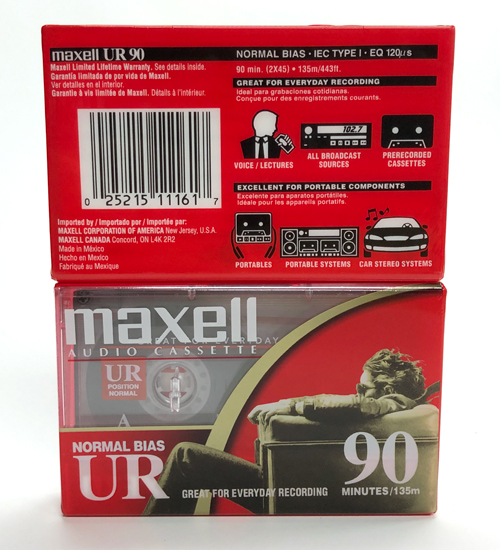 maxell UR 90
Maxell Limited Lifetime Warranty. See details inside.
Garantía limitada de por vida de Maxell.
Ver detalles en el interior.
Garantie à vie limitée de Maxell. Détails à l'intérieur.
0 25215 11161 7
Imported by / Importado por / Importée par:
MAXELL CORPORATION OF AMERICA New Jersey, U.S.A.
MAXELL CANADA Concord, ON L4K 2R2
Made in México
Hecho en Mexico
Fabriqué au Mexique
NORMAL BIAS · IEC TYPE I · EQ 120µs
90 min. (2X45) • 135m/443ft.
GREAT FOR EVERYDAY RECORDING
Ideal para grabaciones cotidianas.
Conçue pour des enregistrements courants.
102.7
VOICE / LECTURES
ALL BROADCAST
SOURCES
PRERECORDED
CASSETTES
EXCELLENT FOR PORTABLE COMPONENTS
Excelente para aparatos portétiles.
Idéale pour les appareils portatifs.
PORTABLES
PORTABLE SYSTEMS
CAR STEREO SYSTEMS
maxell
GREAT FOR EVERYDAY
AUDIO CASSETTE
UR
POSITION
NORMAL
A
NORMAL BIAS
UR
GREAT FOR EVERYDAY RECORDING
90
MINUTES/135m